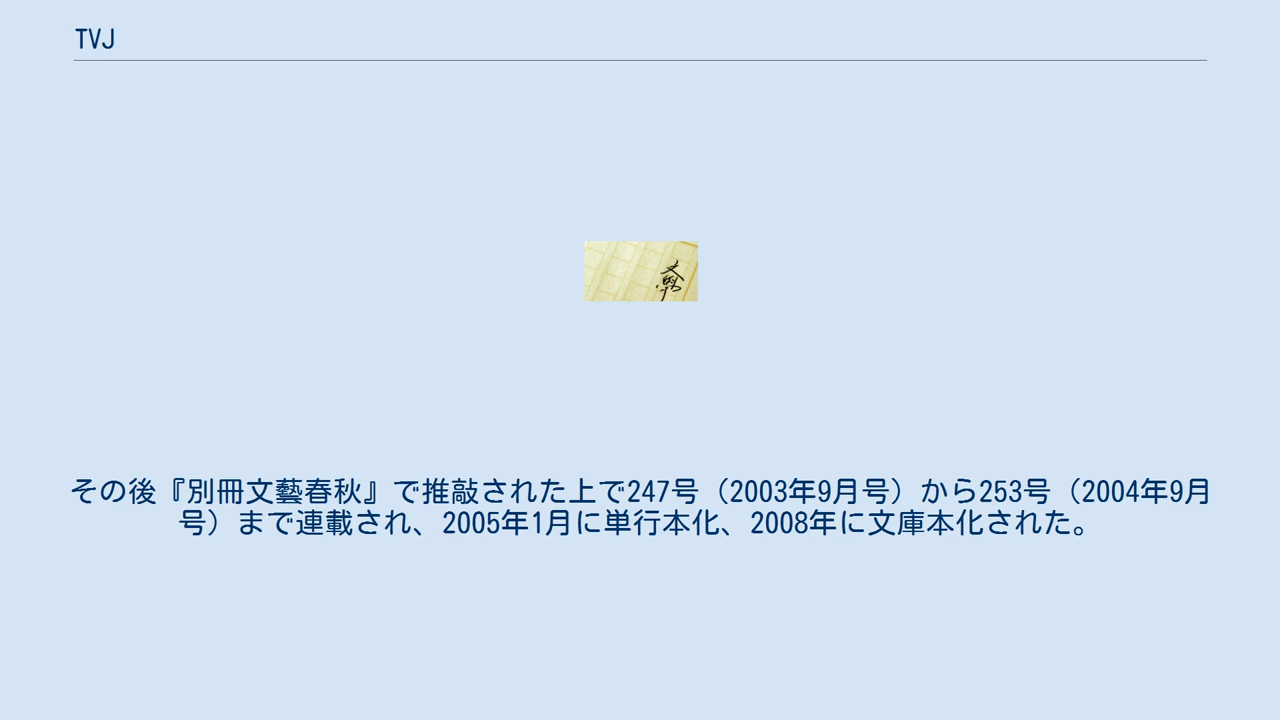 TVJ
文
その後『別冊文藝春秋』で推敲された上で247号（2003年9月号）から253号（2004年9月
号）まで連載され、2005年1月に単行本化、2008年に文庫本化された。